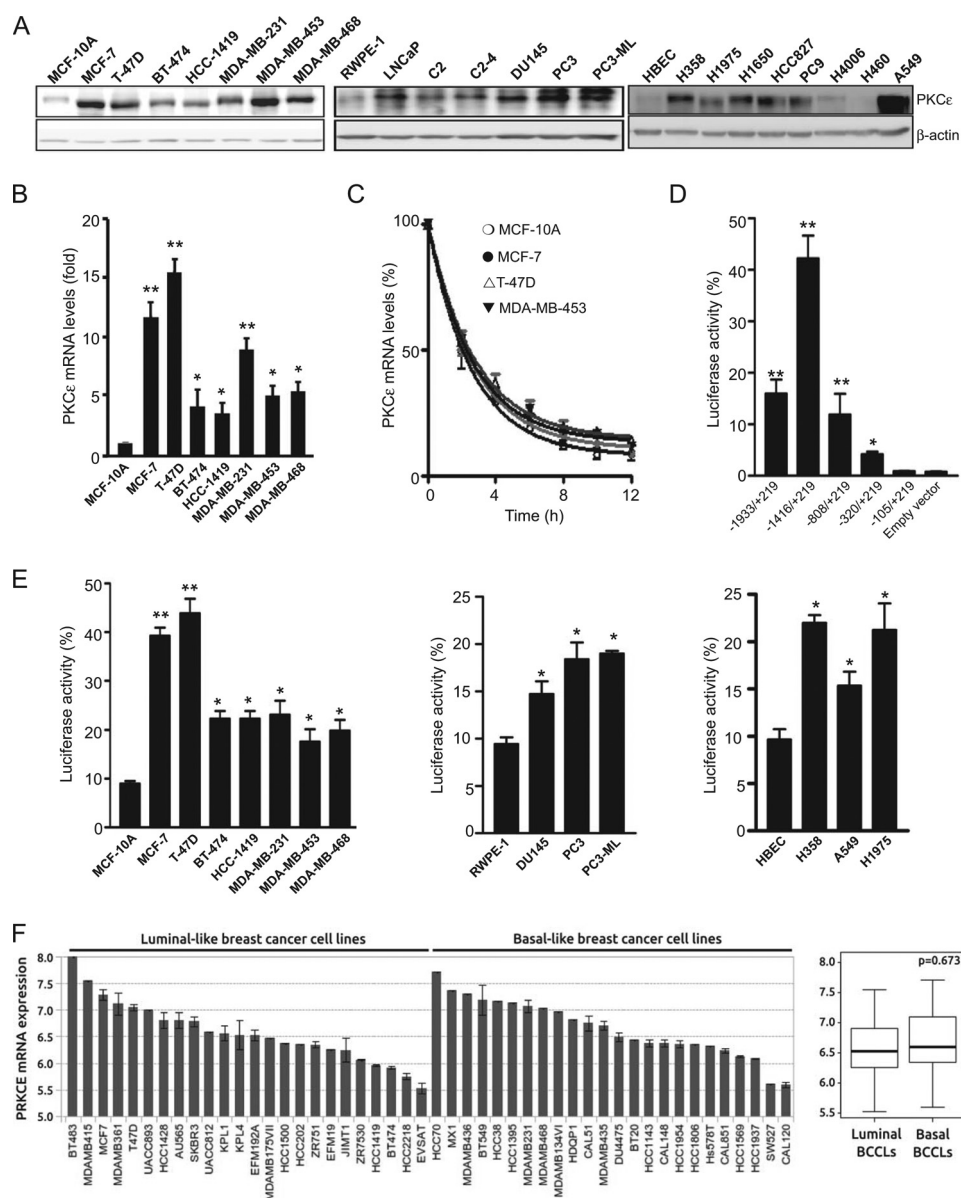 A
MCF-10A MCF-7 T-47D BT-474 HCC-1419 MDA-MB-231 MDA-MB-453 MDA-MB-468
RWPE-1 LNCaP C2 C2-4 DU145 PC3 PC3-ML
HBEC H358 H1975 H1650 HCC827 PC9 H4006 H460 A549
PKCε
β-actin
B
PKCε mRNA levels (fold)
20
15
10
5
0
** ** * * ** * *
MCF-10A MCF-7 T-47D BT-474 HCC-1419 MDA-MB-231 MDA-MB-453 MDA-MB-468
C
PKCε mRNA levels (%)
100
50
0 4 8 12
Time (h)
MCF-10A
MCF-7
T-47D
MDA-MB-453
D
Luciferase activity (%)
50
40
30
20
10
0
** ** ** *
-1933/+219 -1416/+219 -808/+219 -320/+219 -105/+219 Empty vector
E
Luciferase activity (%)
50
40
30
20
10
0
** ** * * * * *
MCF-10A MCF-7 T-47D BT-474 HCC-1419 MDA-MB-231 MDA-MB-453 MDA-MB-468
Luciferase activity (%)
25
20
15
10
5
0
* * *
RWPE-1 DU145 PC3 PC3-ML
Luciferase activity (%)
25
20
15
10
5
0
* * *
HBEC H358 A549 H1975
F
Luminal-like breast cancer cell lines
Basal-like breast cancer cell lines
PRKCE mRNA expression
8.0
7.5
7.0
6.5
6.0
5.5
5.0
BT483 MDAMB415 MCF7 MDAMB361 T47D UACC893 HCC1428 AU565 SKBR3 UACC812 KPL1 KPL4 EFM192A MDAMB175VII HCC1500 HCC202 ZR751 EFM19 JIMT1 ZR7530 HCC1419 BT474 HCC2218 EVSAT
HCC70 MX1 MDAMB436 BT549 HCC38 HCC1395 MDAMB231 MDAMB468 MDAMB134VI HDQP1 CAL51 MDAMB435 DU4475 BT20 HCC1143 CAL148 HCC1954 HCC1806 Hs578T CAL851 HCC1569 HCC1937 SW527 CAL120
p=0.673
8.0
7.5
7.0
6.5
6.0
5.5
5.0
Luminal BCCLs
Basal BCCLs